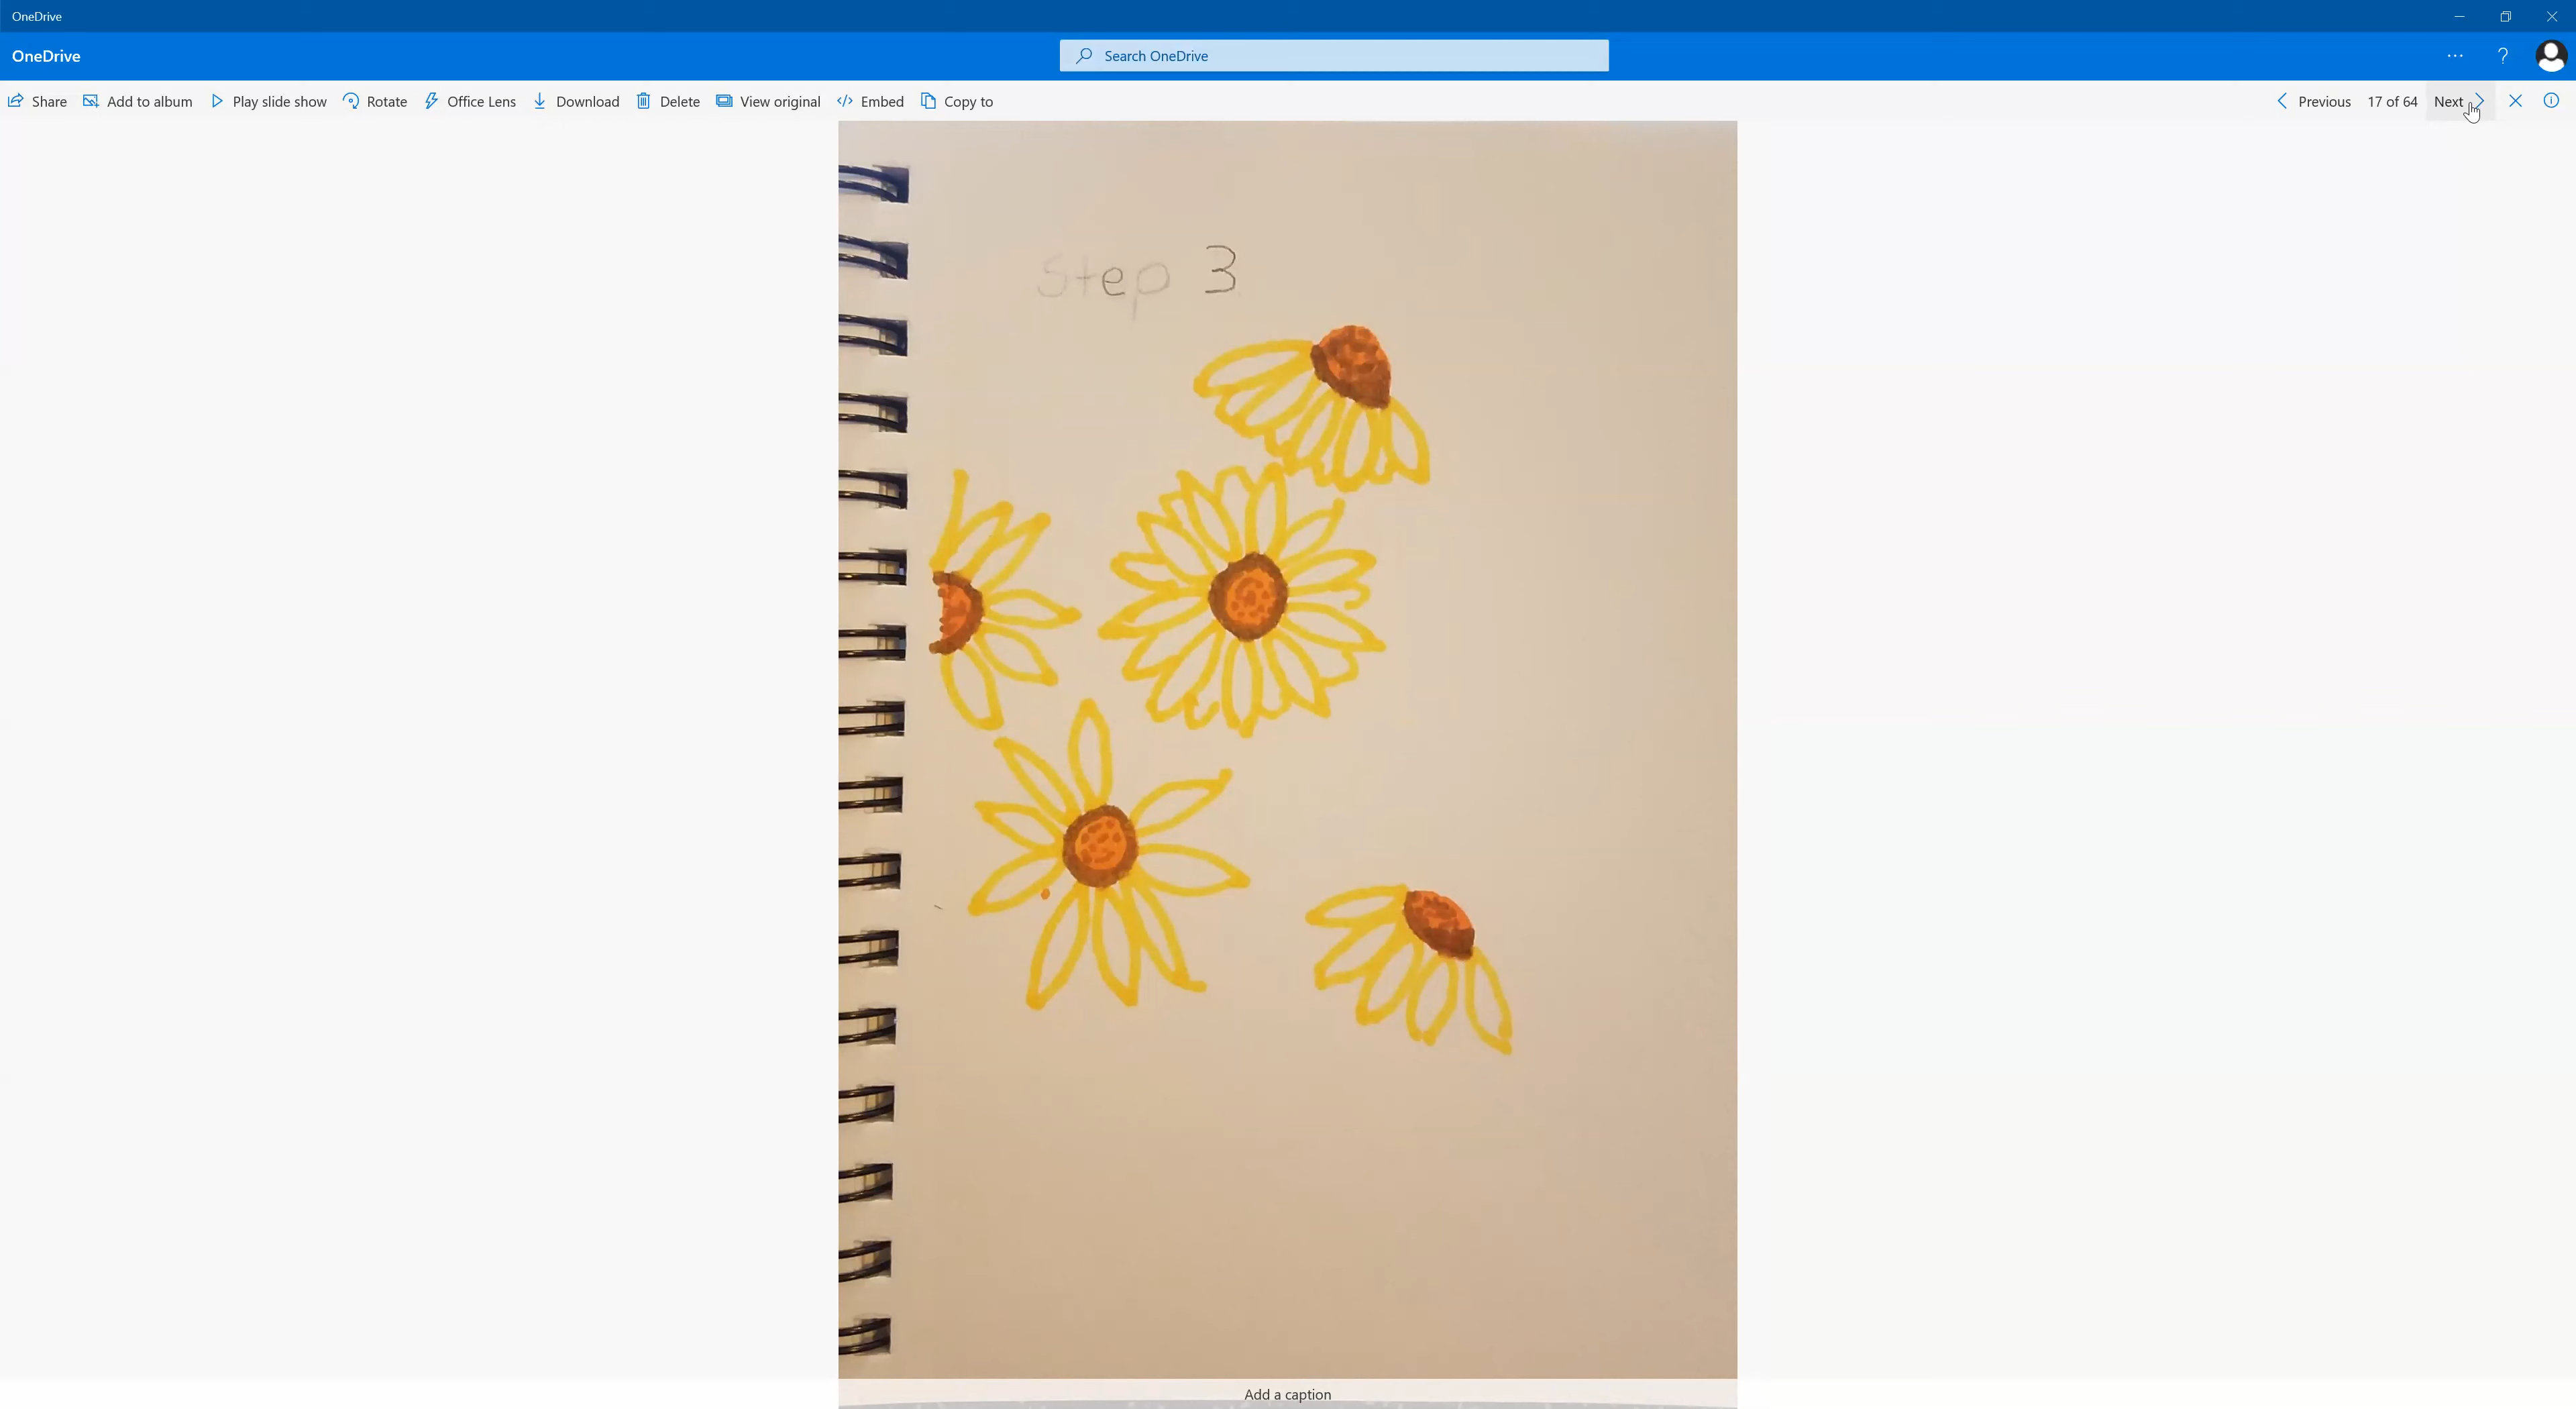 OneDrive
OneDrive
Search OneDrive
?
Share Add to album Play slide show Rotate Office Lens Download Delete View original Embed Copy to
Previous 17 of 64 Next
Step 3
Add a caption